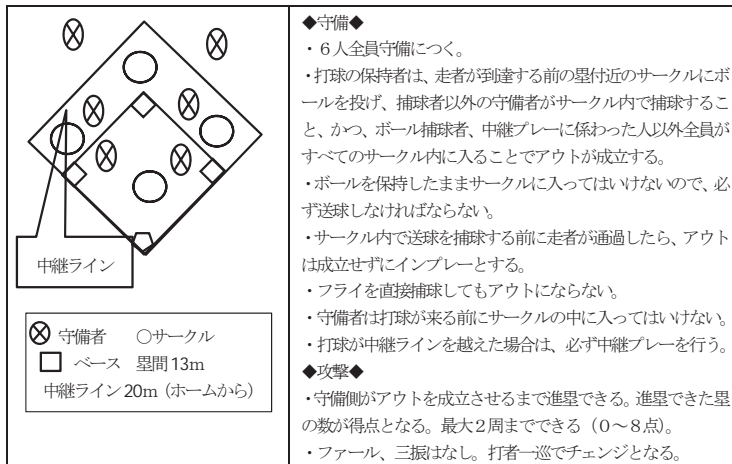 中継ライン
守備者 ○サークル
ベース 塁間13m
中継ライン20m（ホームから）
◆守備◆
・６人全員守備につく。
・打球の保持者は、走者が到達する前の塁付近のサークルにボ
ールを投げ、捕球者以外の守備者がサークル内で捕球するこ
と、かつ、ボール捕球者、中継プレーに係わった人以外全員が
すべてのサークル内に入ることでアウトが成立する。
・ボールを保持したままサークルに入ってはいけないので、必
ず送球しなければならない。
・サークル内で送球を捕球する前に走者が通過したら、アウト
は成立せずにインプレーとする。
・フライを直接捕球してもアウトにならない。
・守備者は打球が来る前にサークルの中に入ってはいけない。
・打球が中継ラインを越えた場合は、必ず中継プレーを行う。
◆攻撃◆
・守備側がアウトを成立させるまで進塁できる。進塁できた塁
の数が得点となる。最大２周までできる（０～８点）。
・ファール、三振はなし。打者一巡でチェンジとなる。